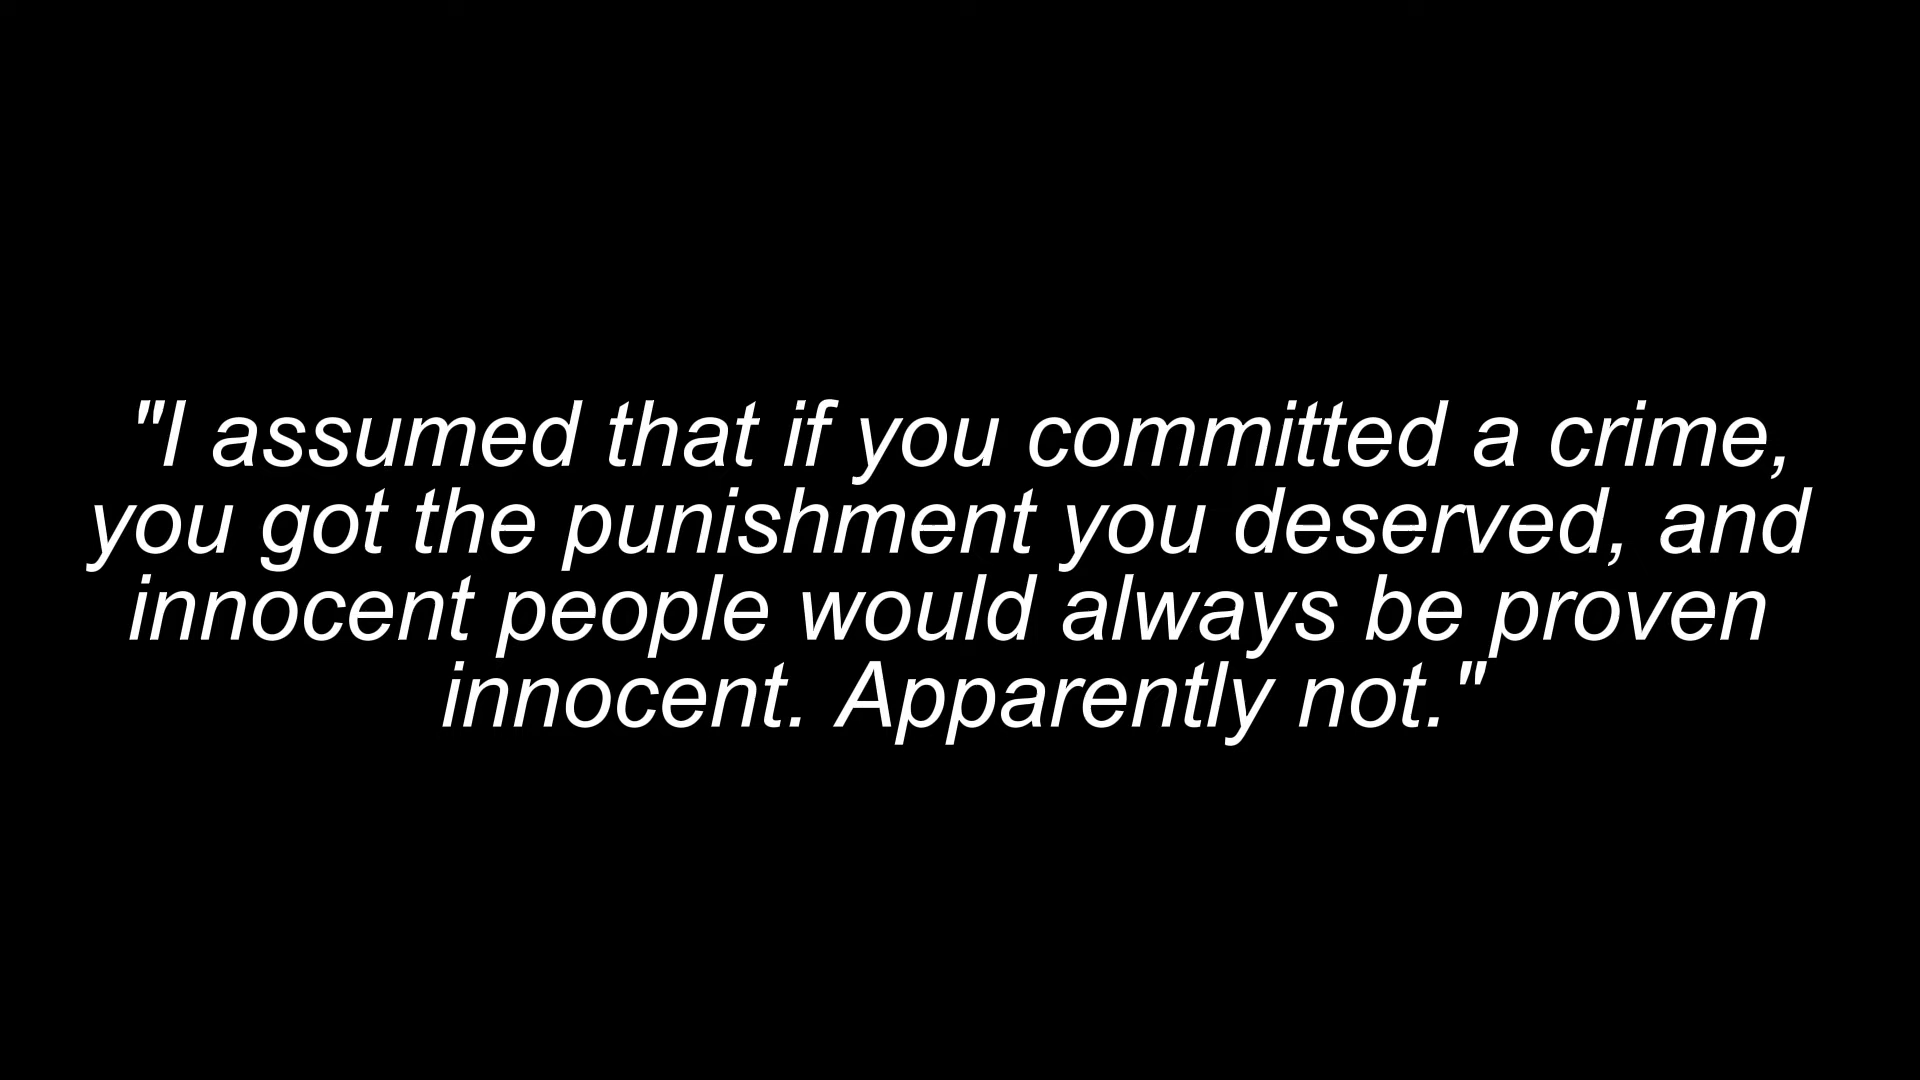 "I assumed that if you committed a crime,
you got the punishment you deserved, and
innocent people would always be proven
innocent. Apparently not."